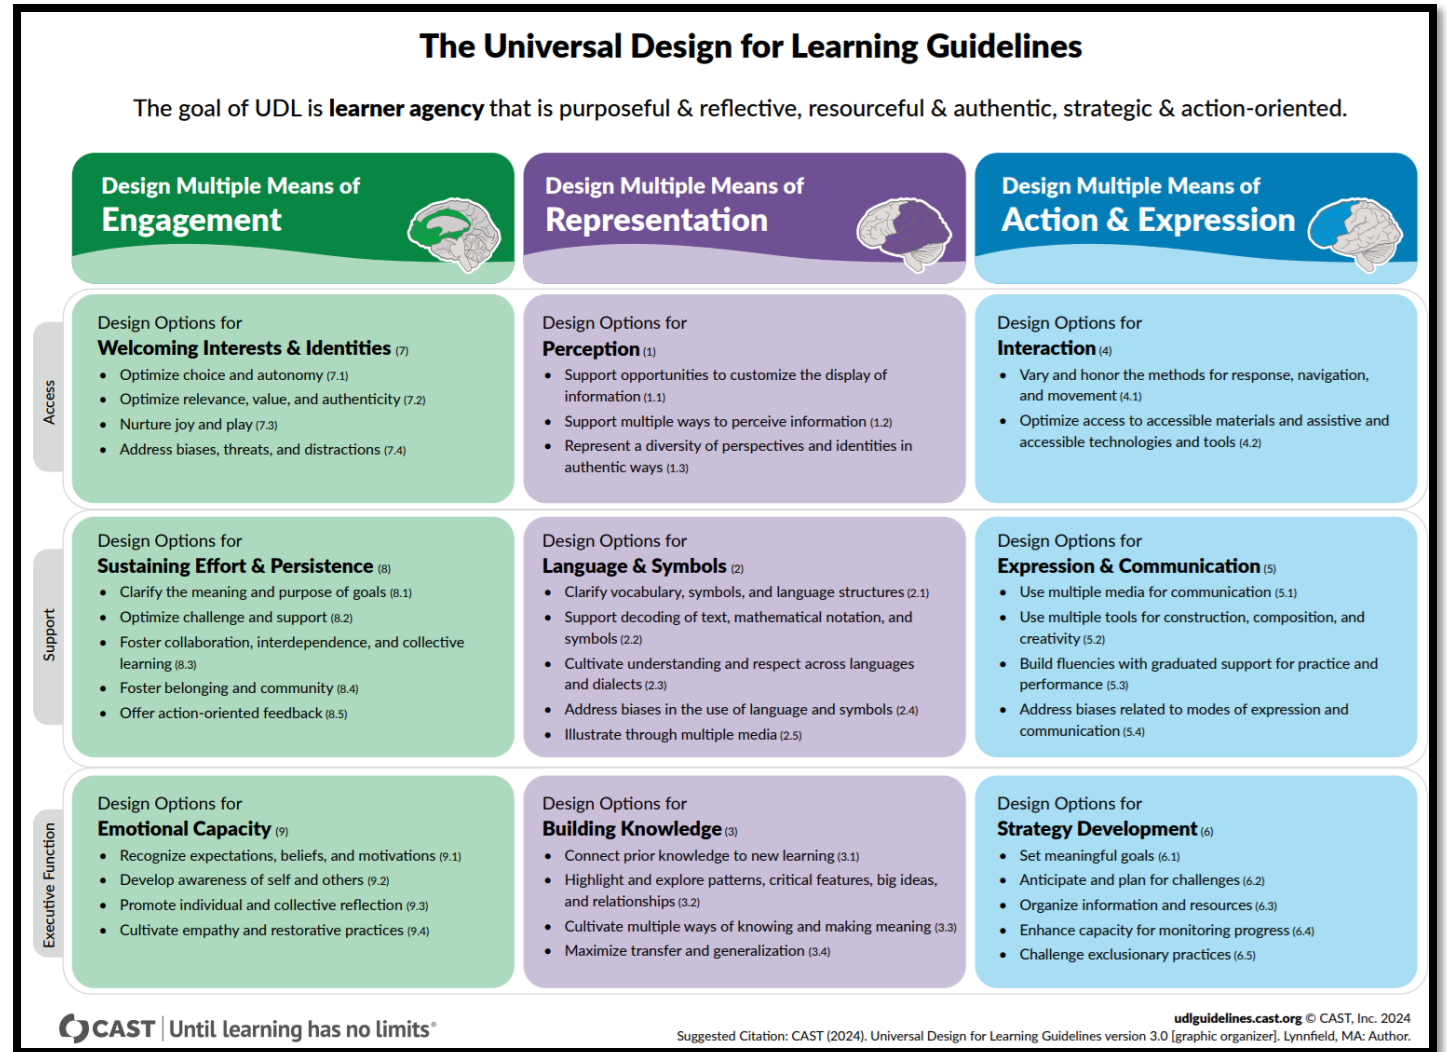 The Universal Design for Learning Guidelines
The goal of UDL is learner agency that is purposeful & reflective, resourceful & authentic, strategic & action-oriented.
Design Multiple Means of
Engagement
Design Multiple Means of
Representation
Design Multiple Means of
Action & Expression
Access
Design Options for
Welcoming Interests & Identities (7)
• Optimize choice and autonomy (7.1)
• Optimize relevance, value, and authenticity (7.2)
• Nurture joy and play (7.3)
• Address biases, threats, and distractions (7.4)
Design Options for
Perception (1)
• Support opportunities to customize the display of
information (1.1)
• Support multiple ways to perceive information (1.2)
• Represent a diversity of perspectives and identities in
authentic ways (1.3)
Design Options for
Interaction (4)
• Vary and honor the methods for response, navigation,
and movement (4.1)
• Optimize access to accessible materials and assistive and
accessible technologies and tools (4.2)
Support
Design Options for
Sustaining Effort & Persistence (8)
• Clarify the meaning and purpose of goals (8.1)
• Optimize challenge and support (8.2)
• Foster collaboration, interdependence, and collective
learning (8.3)
• Foster belonging and community (8.4)
• Offer action-oriented feedback (8.5)
Design Options for
Language & Symbols (2)
• Clarify vocabulary, symbols, and language structures (2.1)
• Support decoding of text, mathematical notation, and
symbols (2.2)
• Cultivate understanding and respect across languages
and dialects (2.3)
• Address biases in the use of language and symbols (2.4)
• Illustrate through multiple media (2.5)
Design Options for
Expression & Communication (5)
• Use multiple media for communication (5.1)
• Use multiple tools for construction, composition, and
creativity (5.2)
• Build fluencies with graduated support for practice and
performance (5.3)
• Address biases related to modes of expression and
communication (5.4)
Executive Function
Design Options for
Emotional Capacity (9)
• Recognize expectations, beliefs, and motivations (9.1)
• Develop awareness of self and others (9.2)
• Promote individual and collective reflection (9.3)
• Cultivate empathy and restorative practices (9.4)
Design Options for
Building Knowledge (3)
• Connect prior knowledge to new learning (3.1)
• Highlight and explore patterns, critical features, big ideas,
and relationships (3.2)
• Cultivate multiple ways of knowing and making meaning (3.3)
• Maximize transfer and generalization (3.4)
Design Options for
Strategy Development (6)
• Set meaningful goals (6.1)
• Anticipate and plan for challenges (6.2)
• Organize information and resources (6.3)
• Enhance capacity for monitoring progress (6.4)
• Challenge exclusionary practices (6.5)
CAST | Until learning has no limits®
udlguidelines.cast.org © CAST, Inc. 2024
Suggested Citation: CAST (2024). Universal Design for Learning Guidelines version 3.0 [graphic organizer]. Lynnfield, MA: Author.